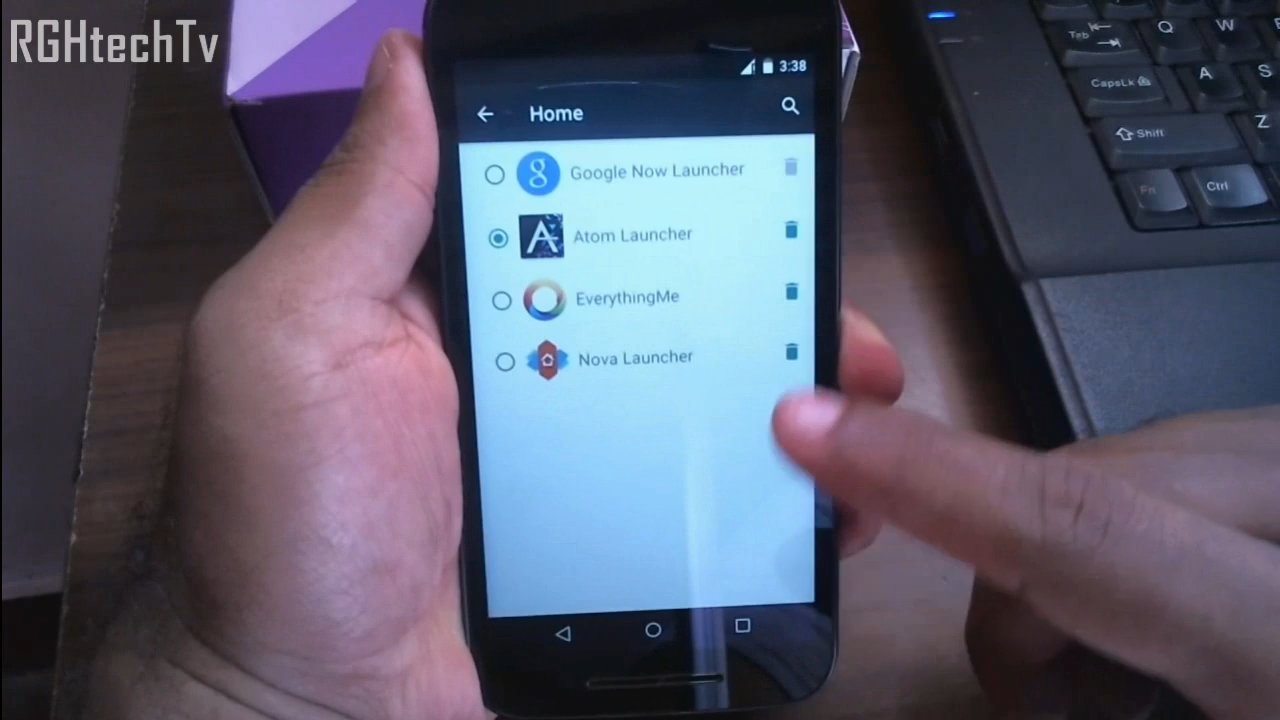 RGHtechTv
3:38
Home
g
Google Now Launcher
A
Atom Launcher
EverythingMe
Nova Launcher
Tab
Q
W
CapsLk
A
S
Shift
Z
Fn
Ctrl